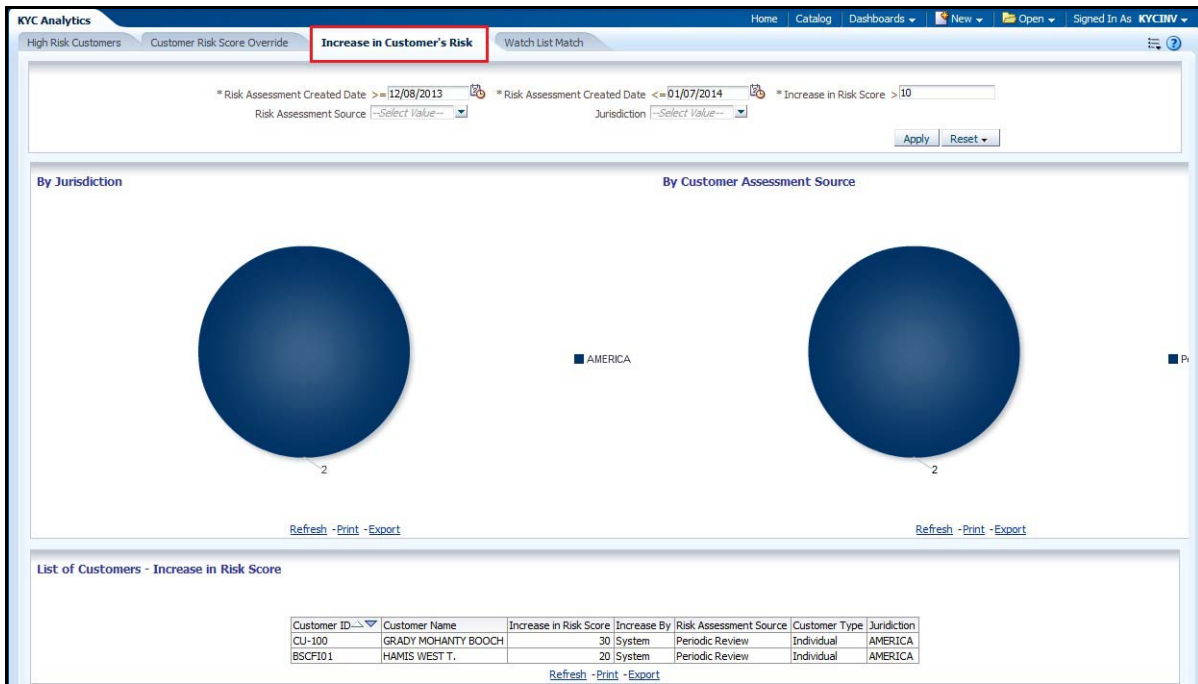 KYC Analytics
Home Catalog Dashboards New Open Signed In As KYCINV
High Risk Customers Customer Risk Score Override Increase in Customer's Risk Watch List Match
* Risk Assessment Created Date >= 12/08/2013 * Risk Assessment Created Date <= 01/07/2014 * Increase in Risk Score > 10
Risk Assessment Source --Select Value-- Jurisdiction --Select Value--
Apply Reset
By Jurisdiction
By Customer Assessment Source
AMERICA
2
2
Refresh - Print - Export
Refresh - Print - Export
List of Customers - Increase in Risk Score
Customer ID Customer Name Increase in Risk Score Increase By Risk Assessment Source Customer Type Juridiction
CU-100 GRADY MOHANTY BOOCH 30 System Periodic Review Individual AMERICA
BSCFI01 HAMIS WEST T. 20 System Periodic Review Individual AMERICA
Refresh - Print - Export